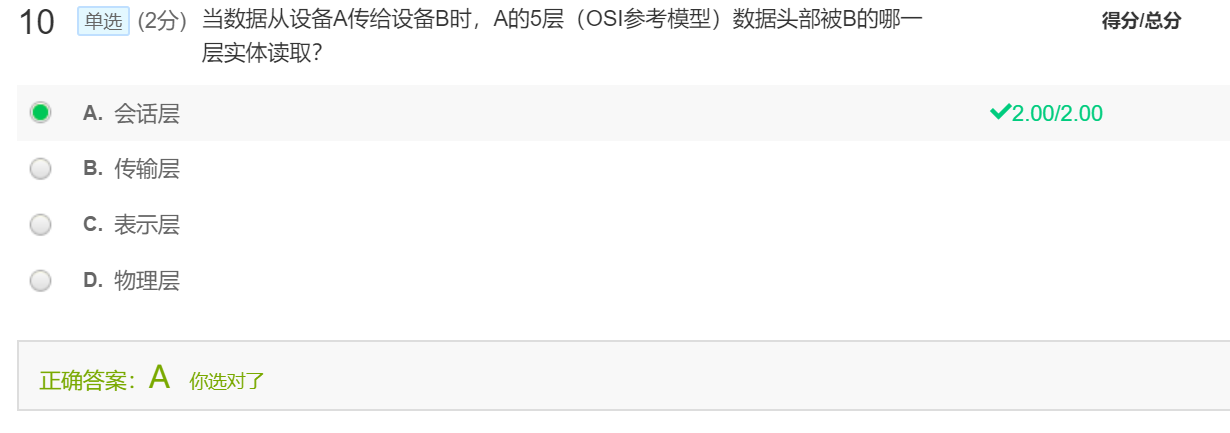 10 单选 (2分) 当数据从设备A传给设备B时，A的5层（OSI参考模型）数据头部被B的哪一 得分/总分
层实体读取？
A. 会话层 2.00/2.00
B. 传输层
C. 表示层
D. 物理层
正确答案：A 你选对了